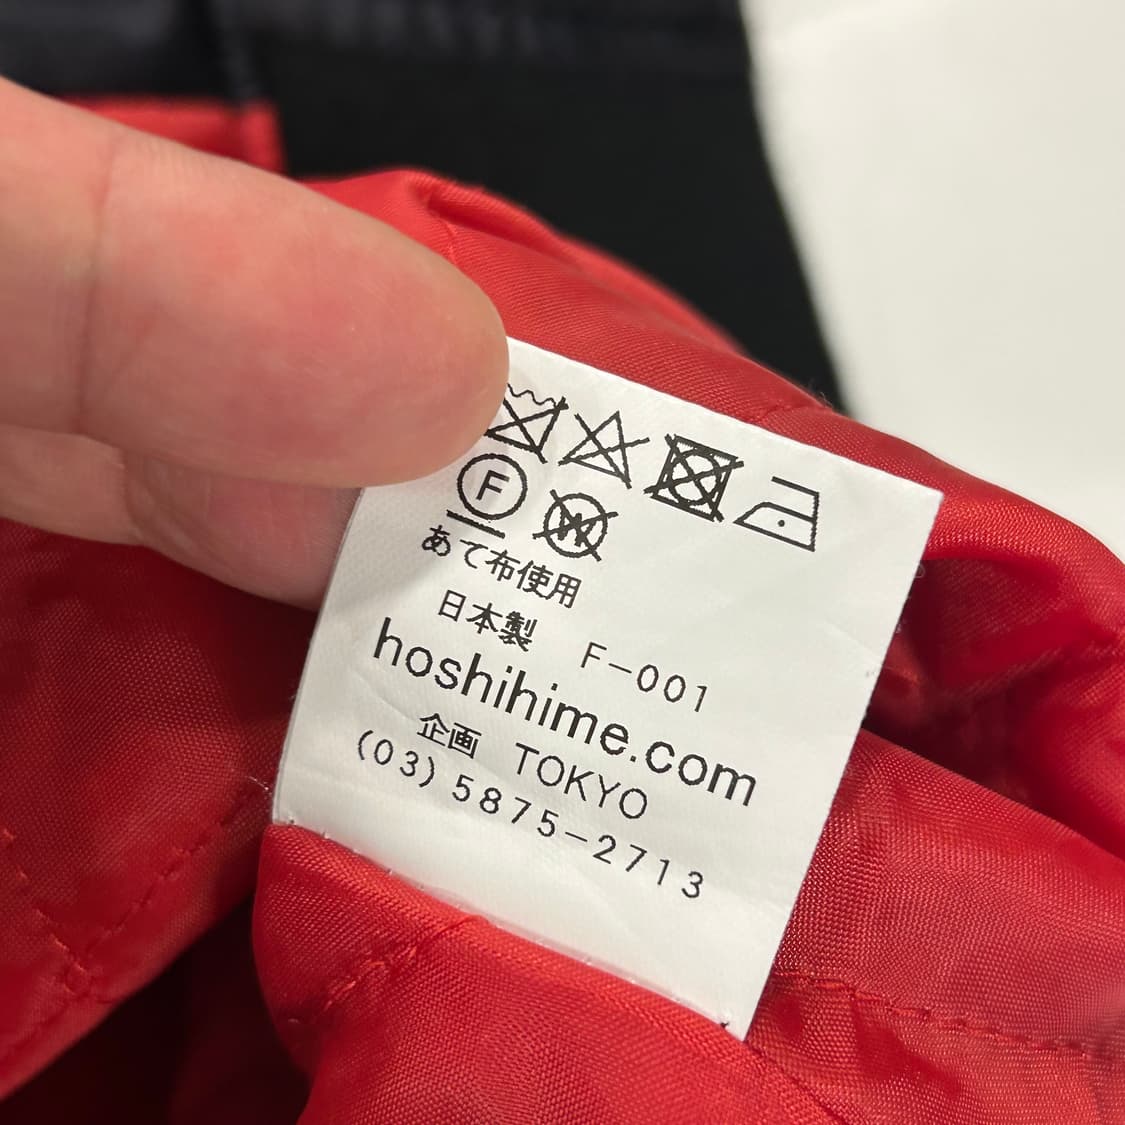 F
W
あて布使用
日本製 F-001
hoshihime.com
企画 TOKYO
(03)5875-2713